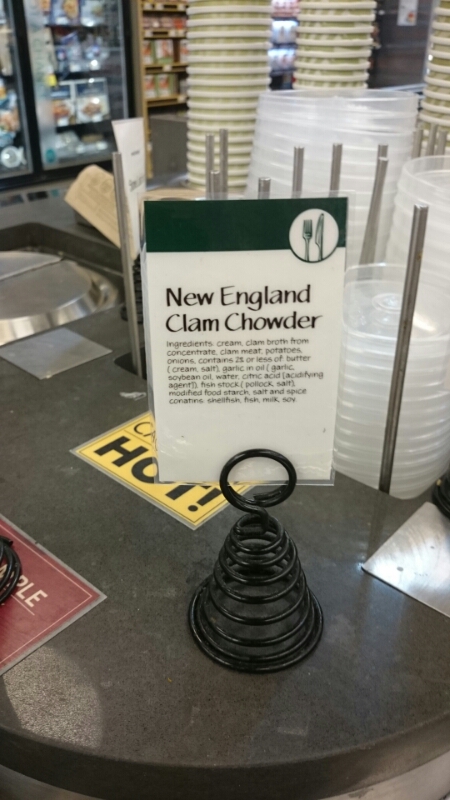 New England
Clam Chowder
Ingredients: cream, clam broth from
concentrate, clam meat, potatoes,
onions, contains 2% or less of: butter
( cream, salt), garlic in oil ( garlic,
soybean oil, water, citric acid [acidifying
agent]), fish stock ( pollock, salt),
modified food starch, salt and spice
conatins: shellfish, fish, milk, soy.
HOT!